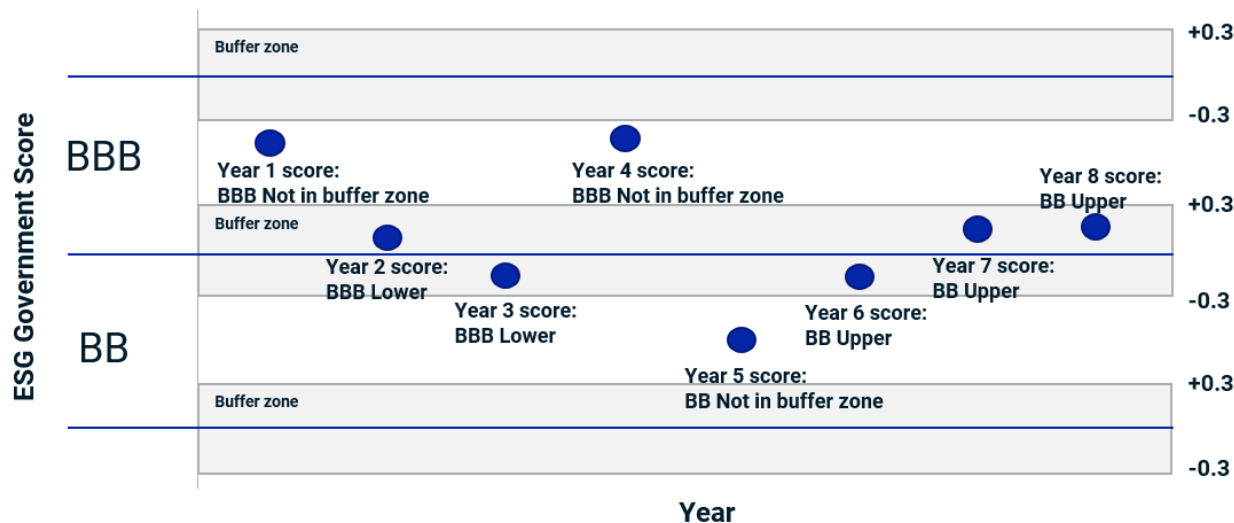 ESG Government Score
BBB
BB
Buffer zone
+0.3
-0.3
Year 1 score:
BBB Not in buffer zone
Year 4 score:
BBB Not in buffer zone
Year 8 score:
BB Upper
Buffer zone
+0.3
-0.3
Year 2 score:
BBB Lower
Year 3 score:
BBB Lower
Year 7 score:
BB Upper
Year 6 score:
BB Upper
Year 5 score:
BB Not in buffer zone
Buffer zone
+0.3
-0.3
Year